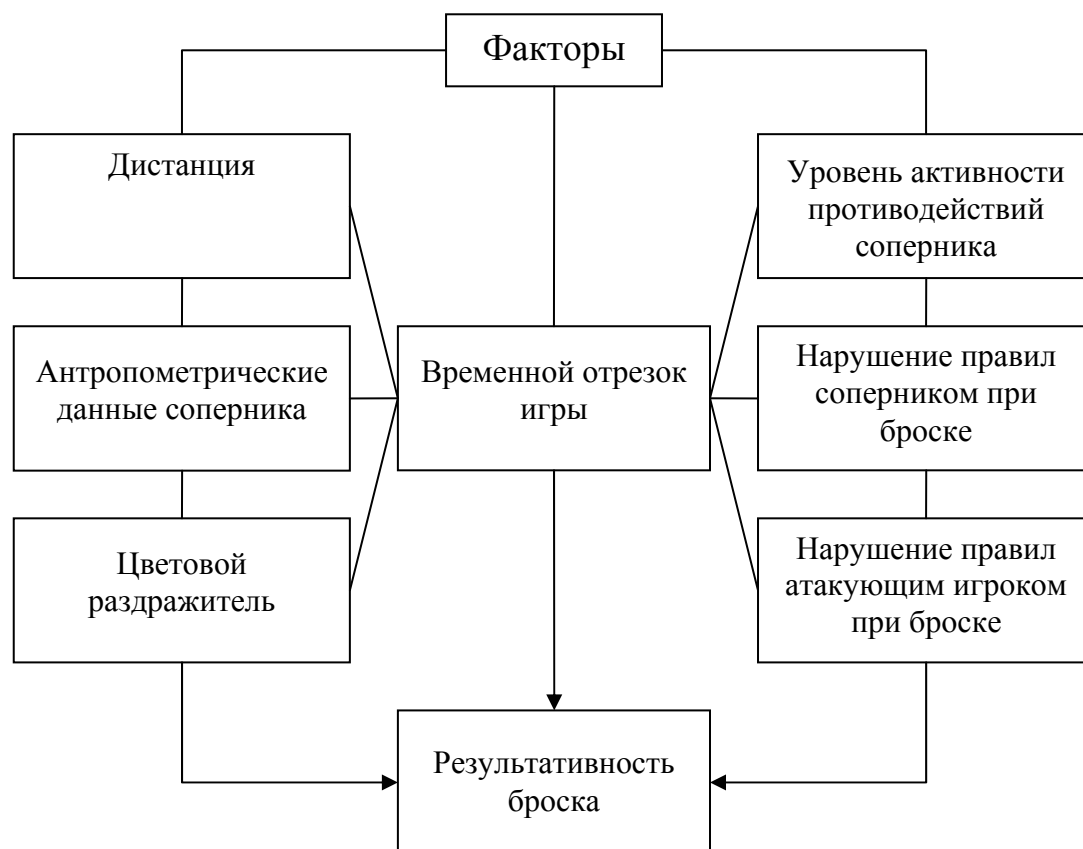 Факторы
Дистанция
Уровень активности
противодействий
соперника
Антропометрические
данные соперника
Временной отрезок
игры
Нарушение правил
соперником при
броске
Цветовой
раздражитель
Нарушение правил
атакующим игроком
при броске
Результативность
броска